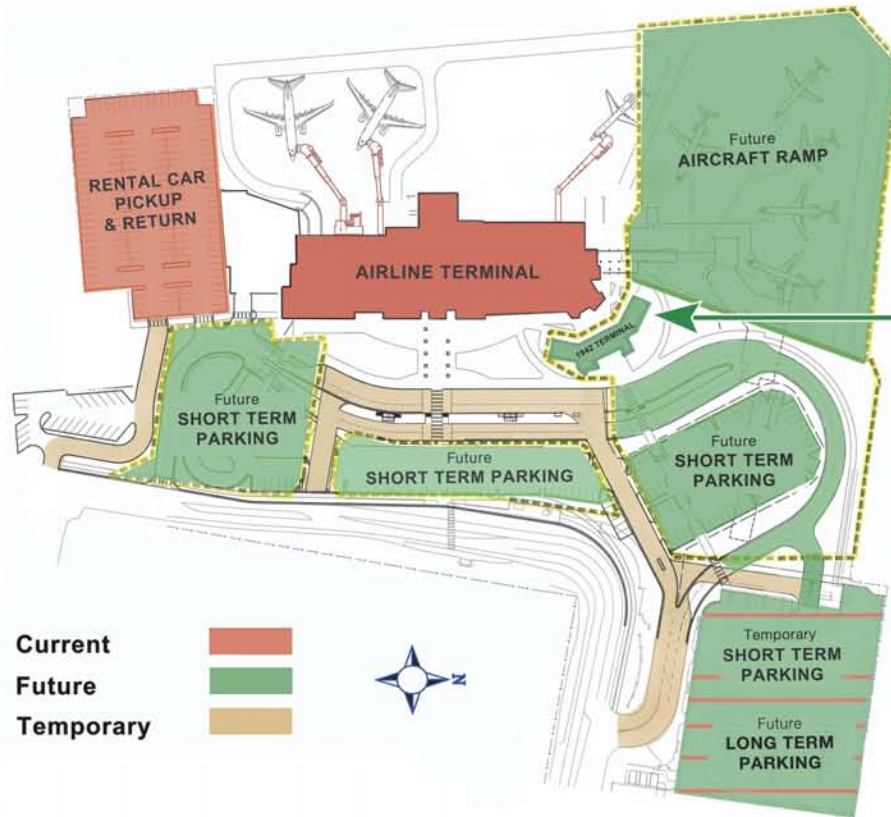 Future
AIRCRAFT RAMP
RENTAL CAR
PICKUP
& RETURN
AIRLINE TERMINAL
1942 TERMINAL
Future
SHORT TERM
PARKING
Future
SHORT TERM PARKING
Future
SHORT TERM
PARKING
Current
Future
Temporary
N
Temporary
SHORT TERM
PARKING
Future
LONG TERM
PARKING